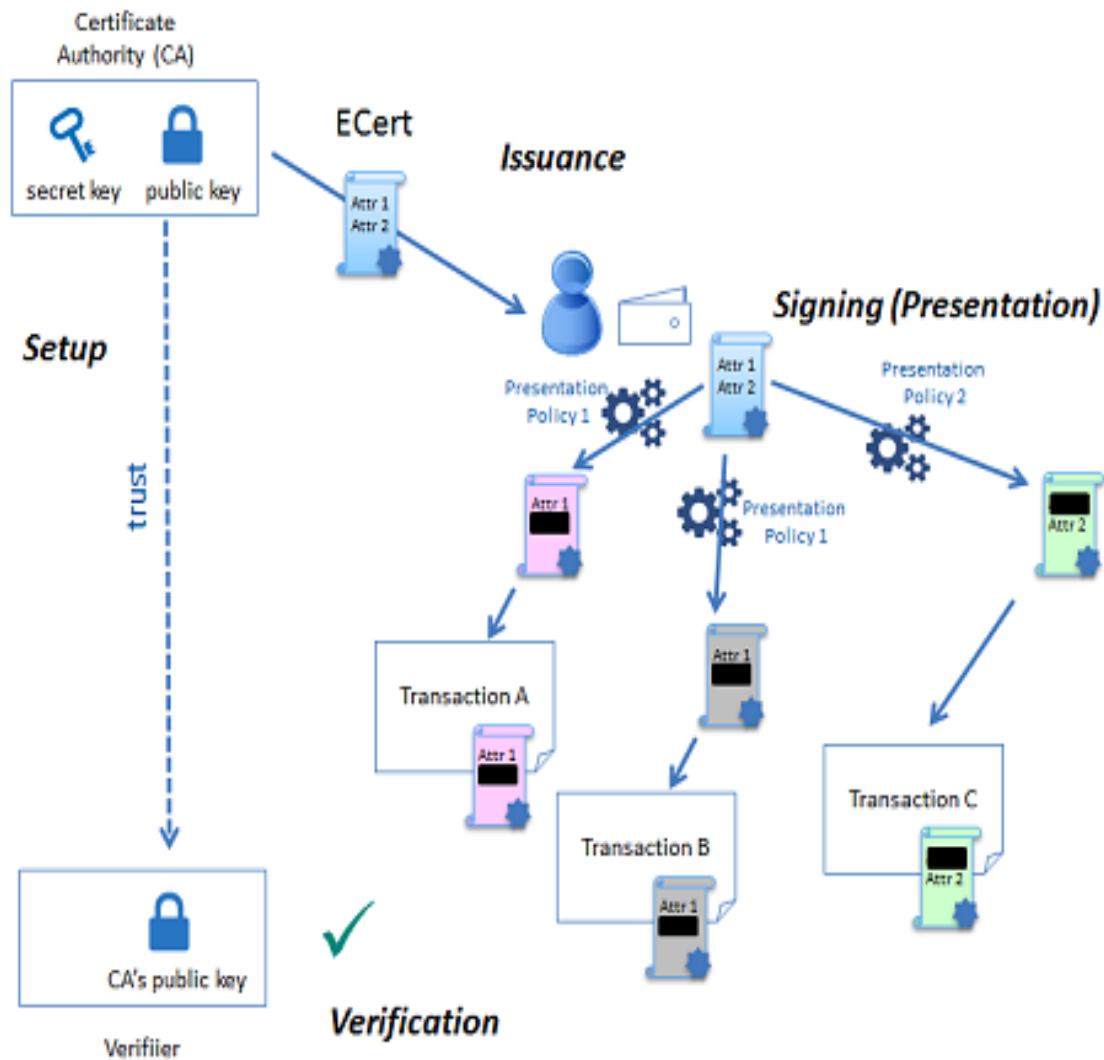 Certificate
Authority (CA)
secret key
public key
ECert
Attr 1
Attr 2
Issuance
Setup
trust
Signing (Presentation)
Attr 1
Attr 2
Presentation
Policy 1
Presentation
Policy 2
Presentation
Policy 1
Attr 1
Attr 1
Attr 2
Transaction A
Attr 1
Transaction B
Attr 1
Transaction C
Attr 2
CA's public key
Verifiier
Verification